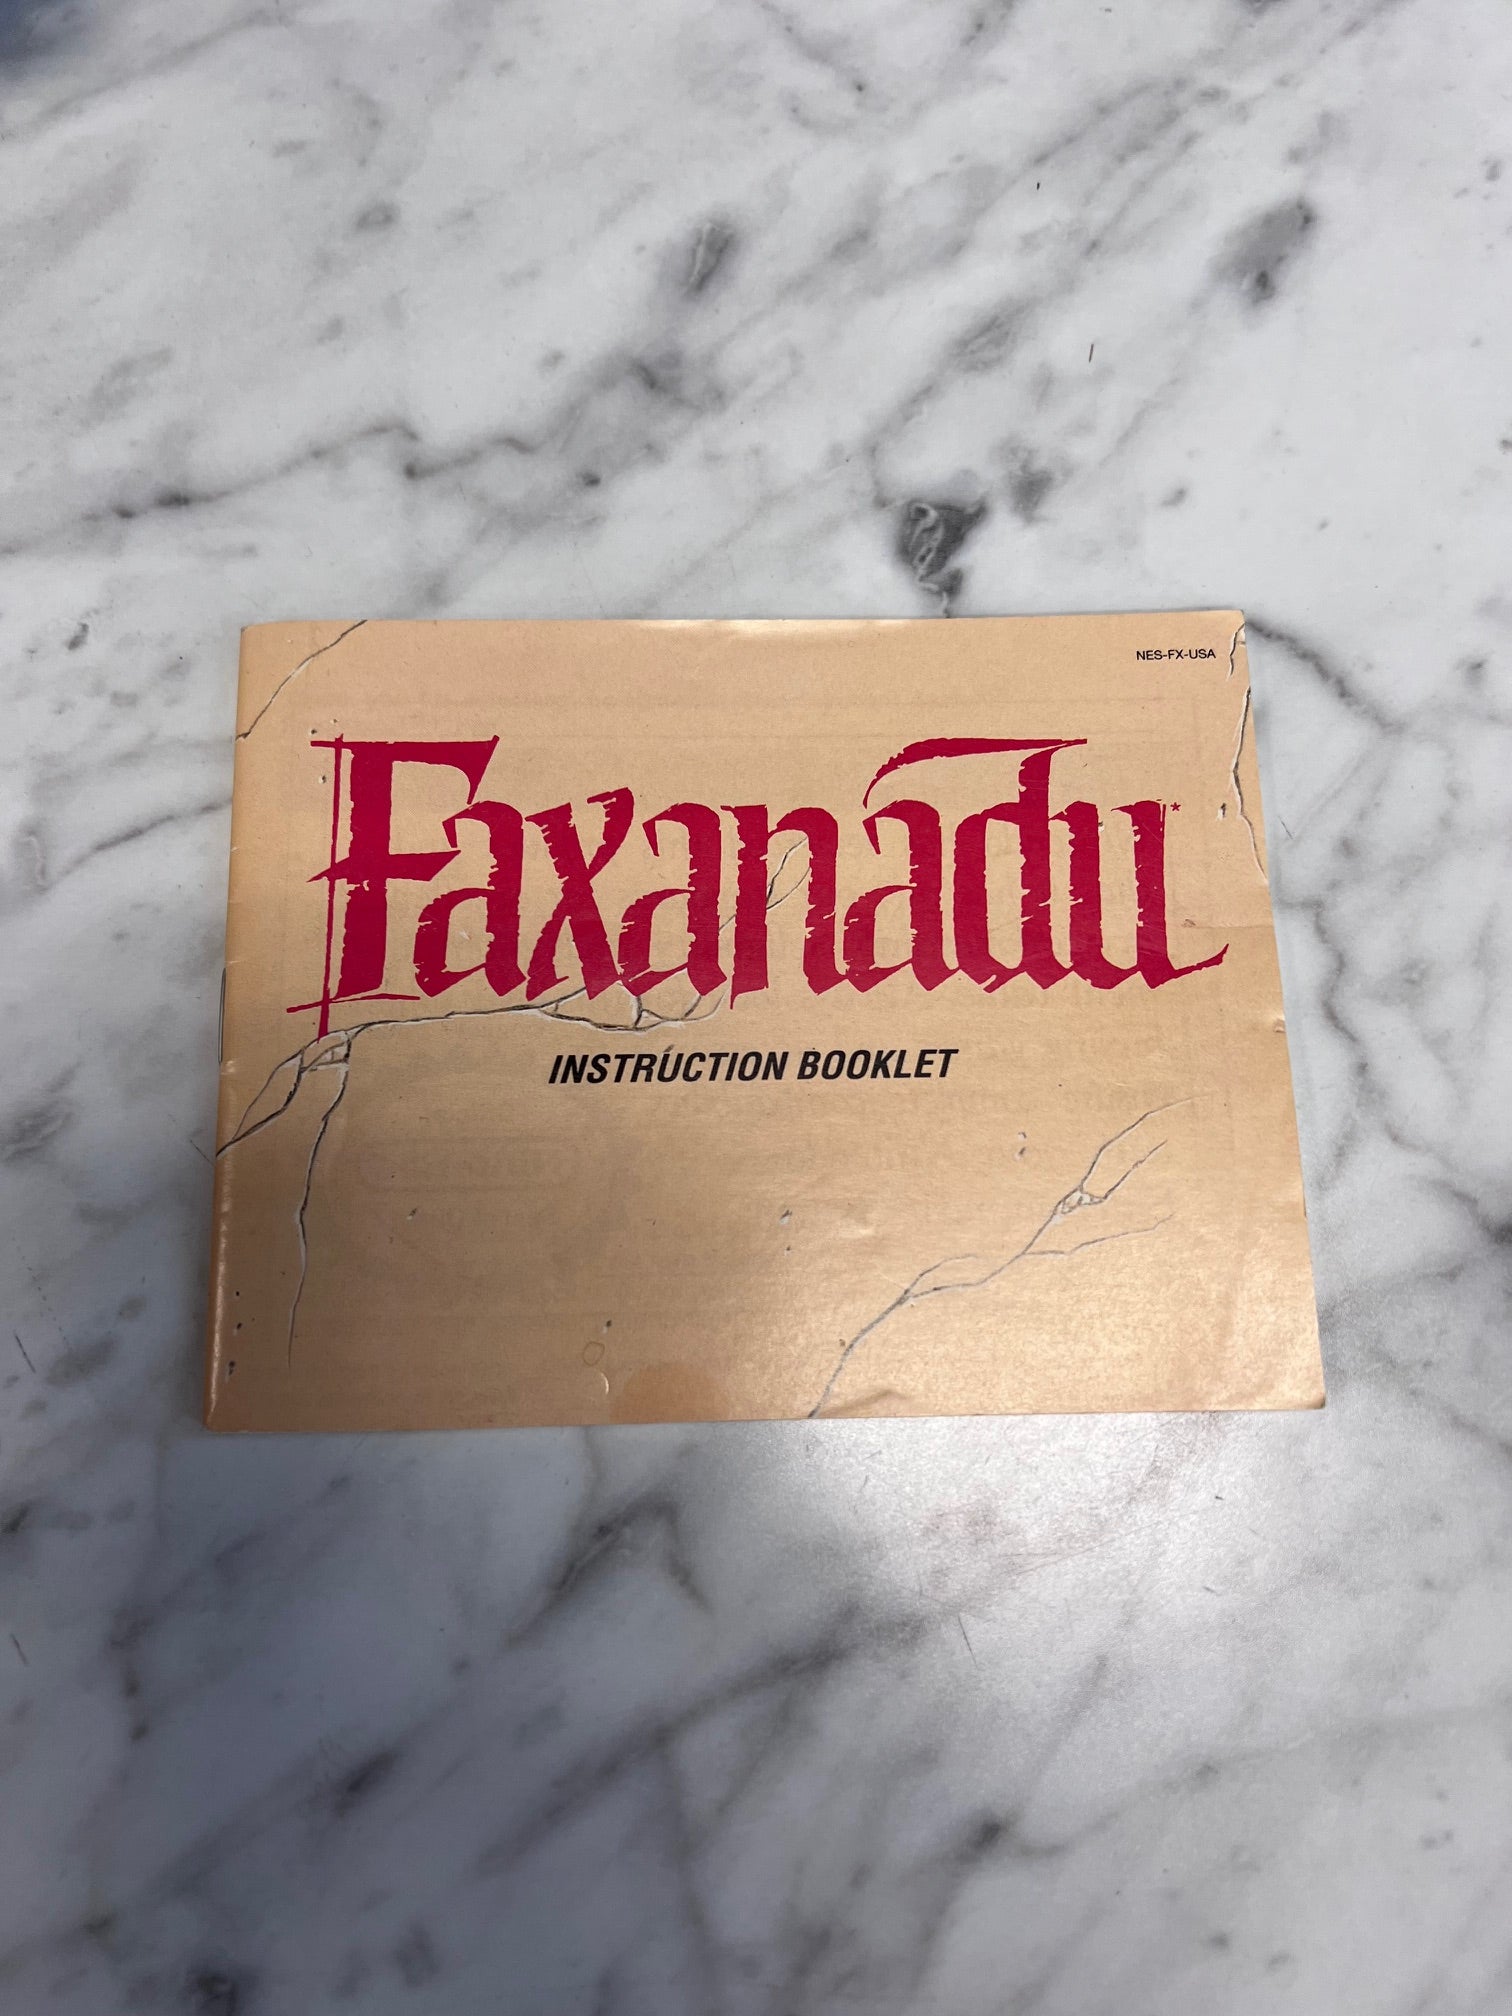 NES-FX-USA
Faxanadu*
INSTRUCTION BOOKLET